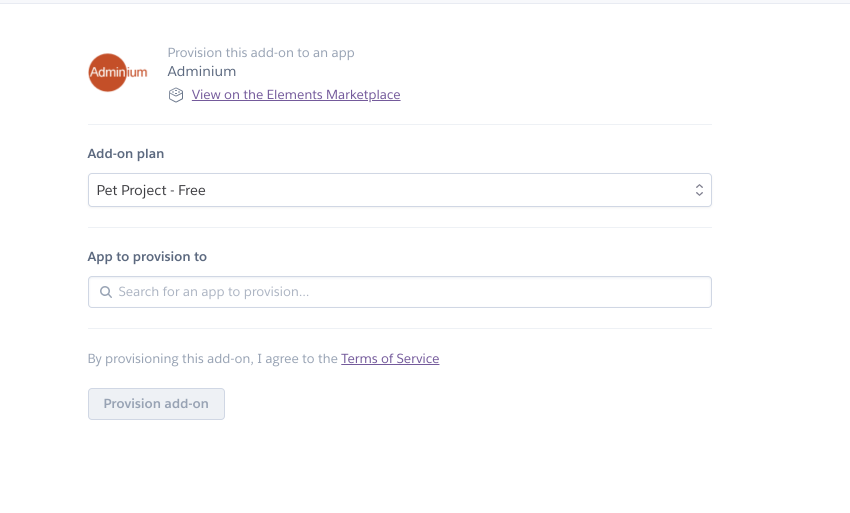 Provision this add-on to an app
Adminium
Adminium
View on the Elements Marketplace
Add-on plan
Pet Project - Free
App to provision to
Search for an app to provision...
By provisioning this add-on, I agree to the Terms of Service
Provision add-on